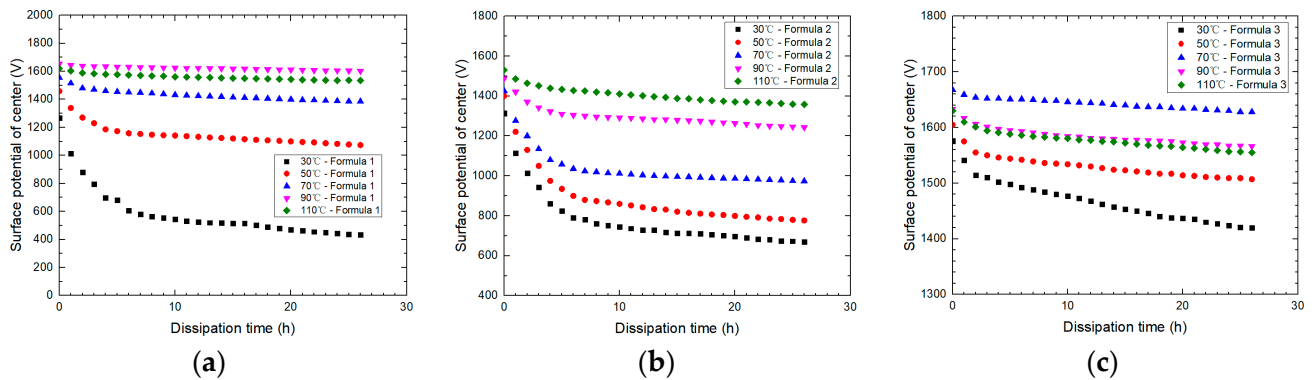 2000
1800
1600
1400
1200
1000
800
600
400
200
0
Surface potential of center (V)
30℃ - Formula 1
50℃ - Formula 1
70℃ - Formula 1
90℃ - Formula 1
110℃ - Formula 1
0 10 20 30
Dissipation time (h)
(a)
1800
1600
1400
1200
1000
800
600
400
Surface potential of center (V)
30℃ - Formula 2
50℃ - Formula 2
70℃ - Formula 2
90℃ - Formula 2
110℃ - Formula 2
0 10 20 30
Dissipation time (h)
(b)
1800
1700
1600
1500
1400
1300
Surface potential of center (V)
30℃ - Formula 3
50℃ - Formula 3
70℃ - Formula 3
90℃ - Formula 3
110℃ - Formula 3
0 10 20 30
Dissipation time (h)
(c)